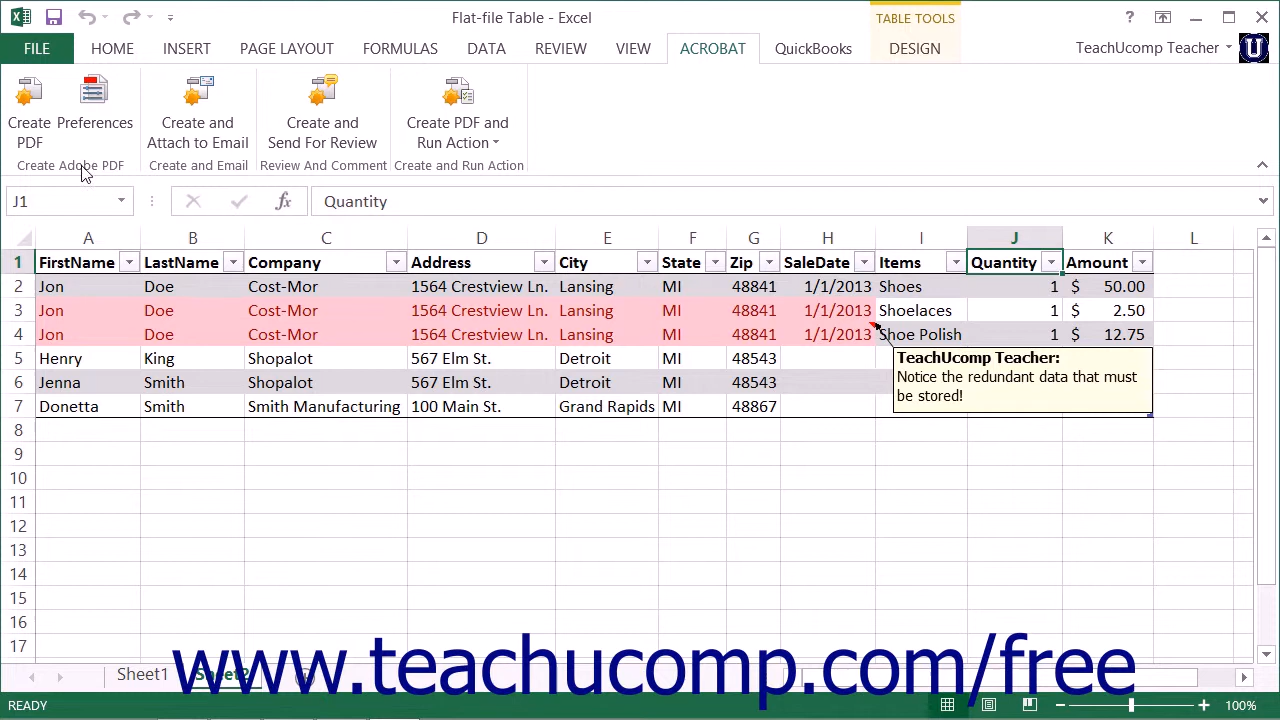 Flat-file Table - Excel
TABLE TOOLS
?
FILE HOME INSERT PAGE LAYOUT FORMULAS DATA REVIEW VIEW ACROBAT QuickBooks DESIGN TeachUcomp Teacher
Create PDF
Preferences
Create and Attach to Email
Create and Send For Review
Create PDF and Run Action
Create Adobe PDF Create and Email Review And Comment Create and Run Action
J1 fx Quantity
A B C D E F G H I J K L
1 FirstName LastName Company Address City State Zip SaleDate Items Quantity Amount
2 Jon Doe Cost-Mor 1564 Crestview Ln. Lansing MI 48841 1/1/2013 Shoes 1 $ 50.00
3 Jon Doe Cost-Mor 1564 Crestview Ln. Lansing MI 48841 1/1/2013 Shoelaces 1 $ 2.50
4 Jon Doe Cost-Mor 1564 Crestview Ln. Lansing MI 48841 1/1/2013 Shoe Polish 1 $ 12.75
5 Henry King Shopalot 567 Elm St. Detroit MI 48543
6 Jenna Smith Shopalot 567 Elm St. Detroit MI 48543
7 Donetta Smith Smith Manufacturing 100 Main St. Grand Rapids MI 48867
TeachUcomp Teacher:
Notice the redundant data that must
be stored!
8
9
10
11
12
13
14
15
16
17
Sheet1 Sheet2
www.teachucomp.com/free
READY 100%